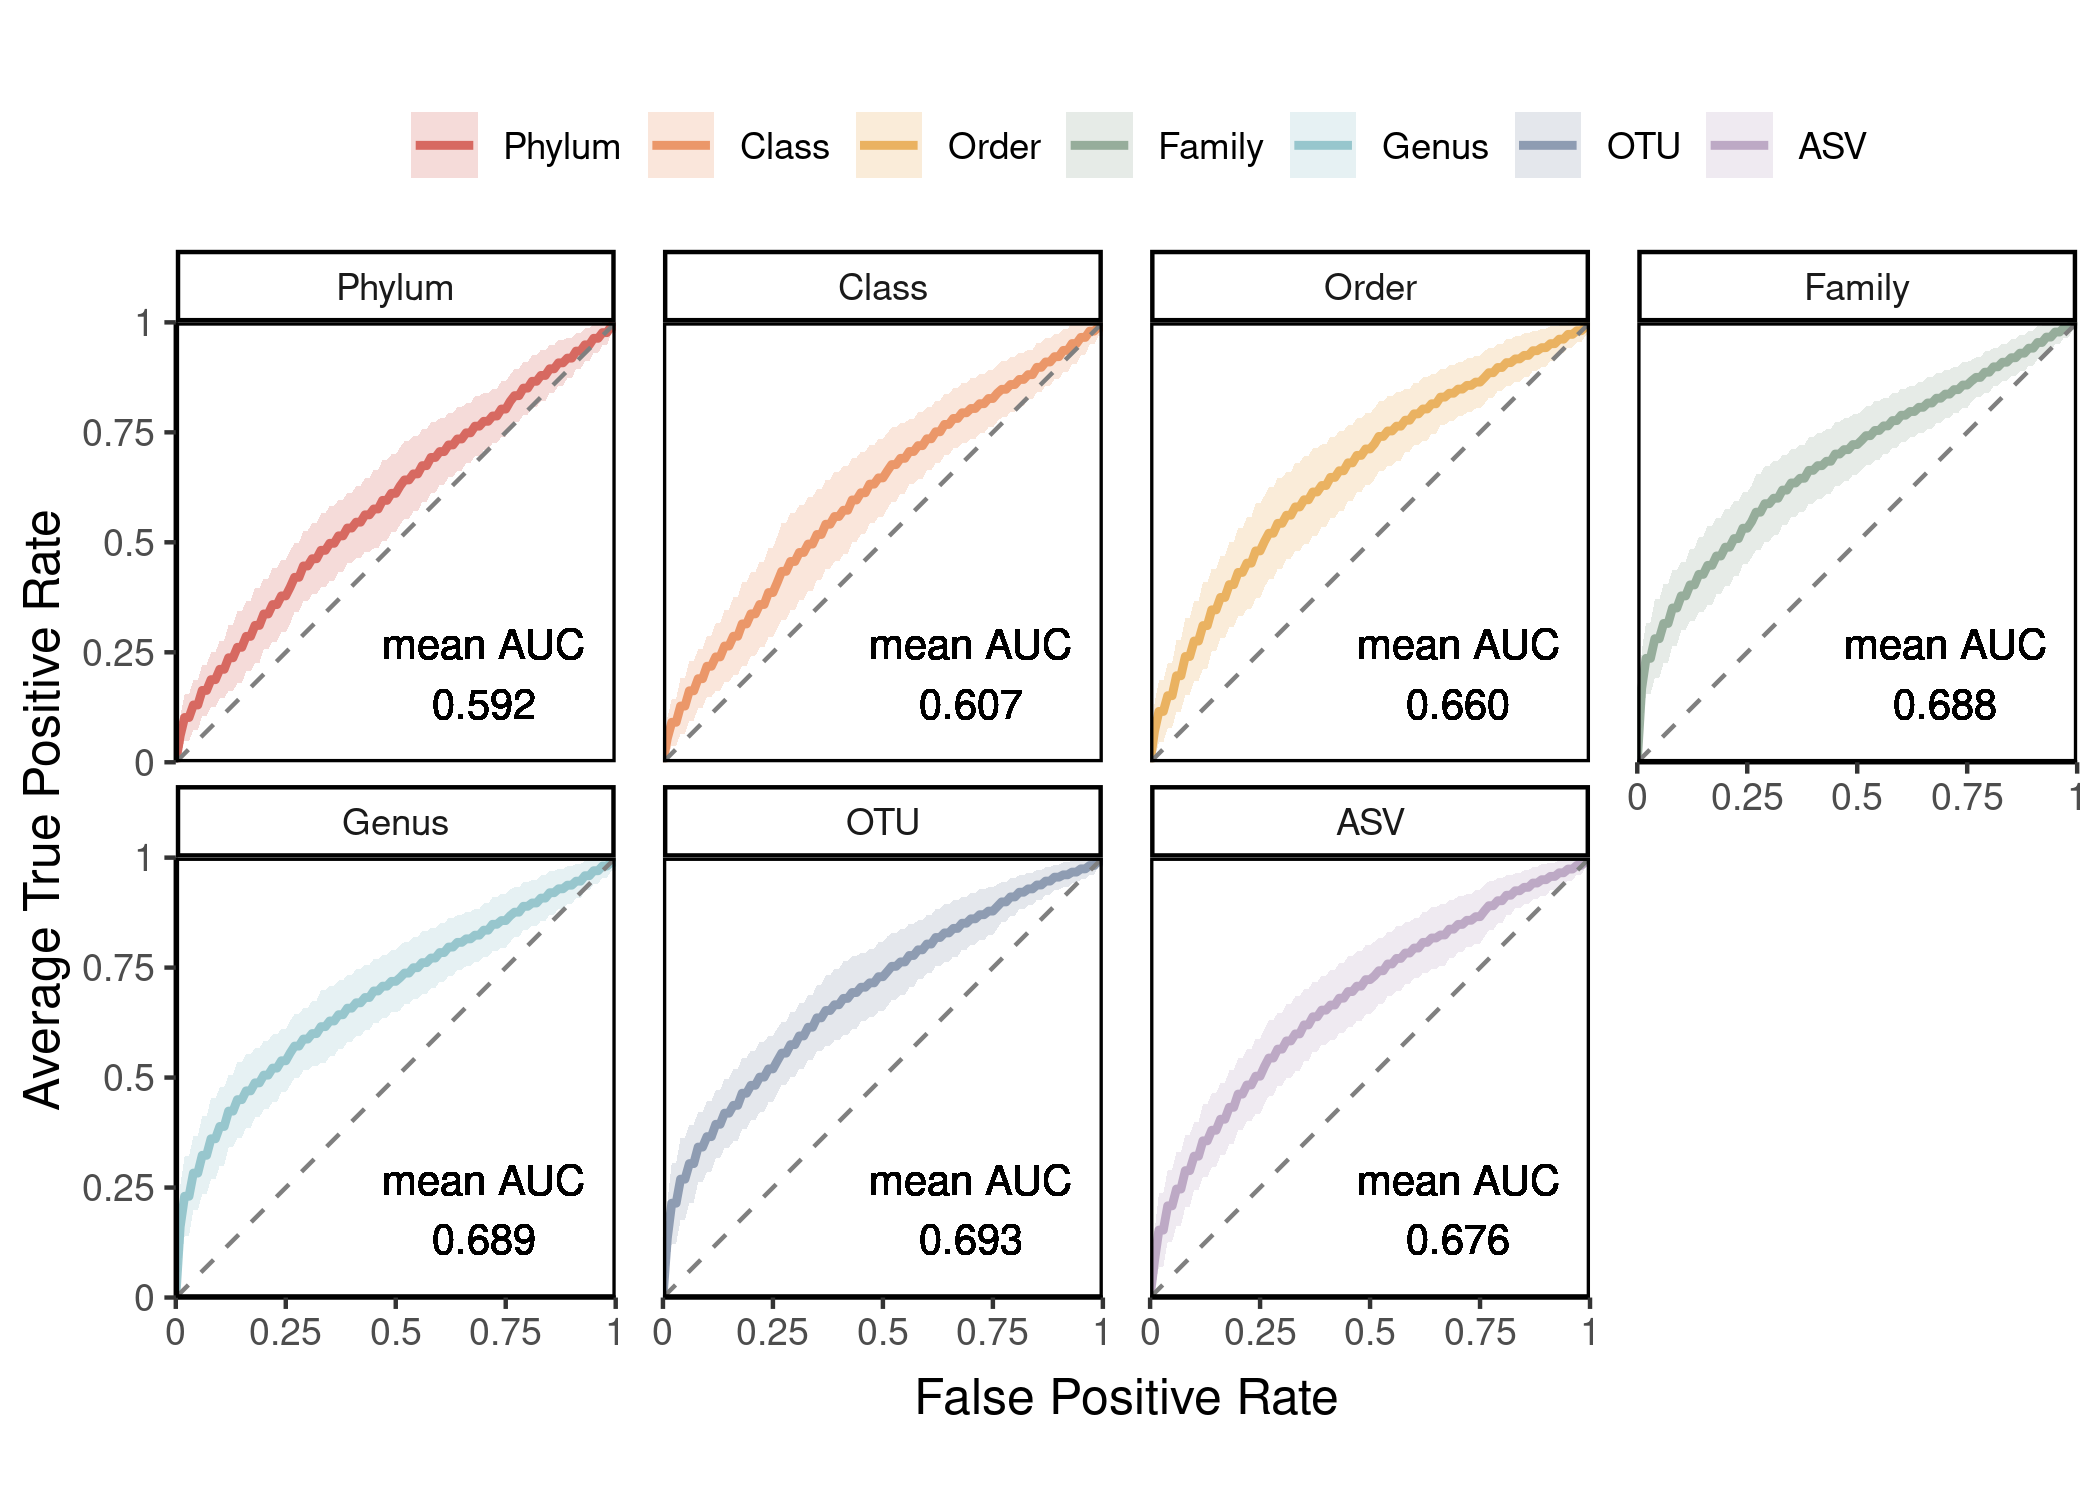 Phylum Class Order Family Genus OTU ASV
Average True Positive Rate
Phylum Class Order Family
1
0.75
0.5
0.25
0
mean AUC
0.592
mean AUC
0.607
mean AUC
0.660
mean AUC
0.688
0 0.25 0.5 0.75 1
Genus OTU ASV
1
0.75
0.5
0.25
0
mean AUC
0.689
mean AUC
0.693
mean AUC
0.676
0 0.25 0.5 0.75 1
0 0.25 0.5 0.75 1
0 0.25 0.5 0.75 1
False Positive Rate